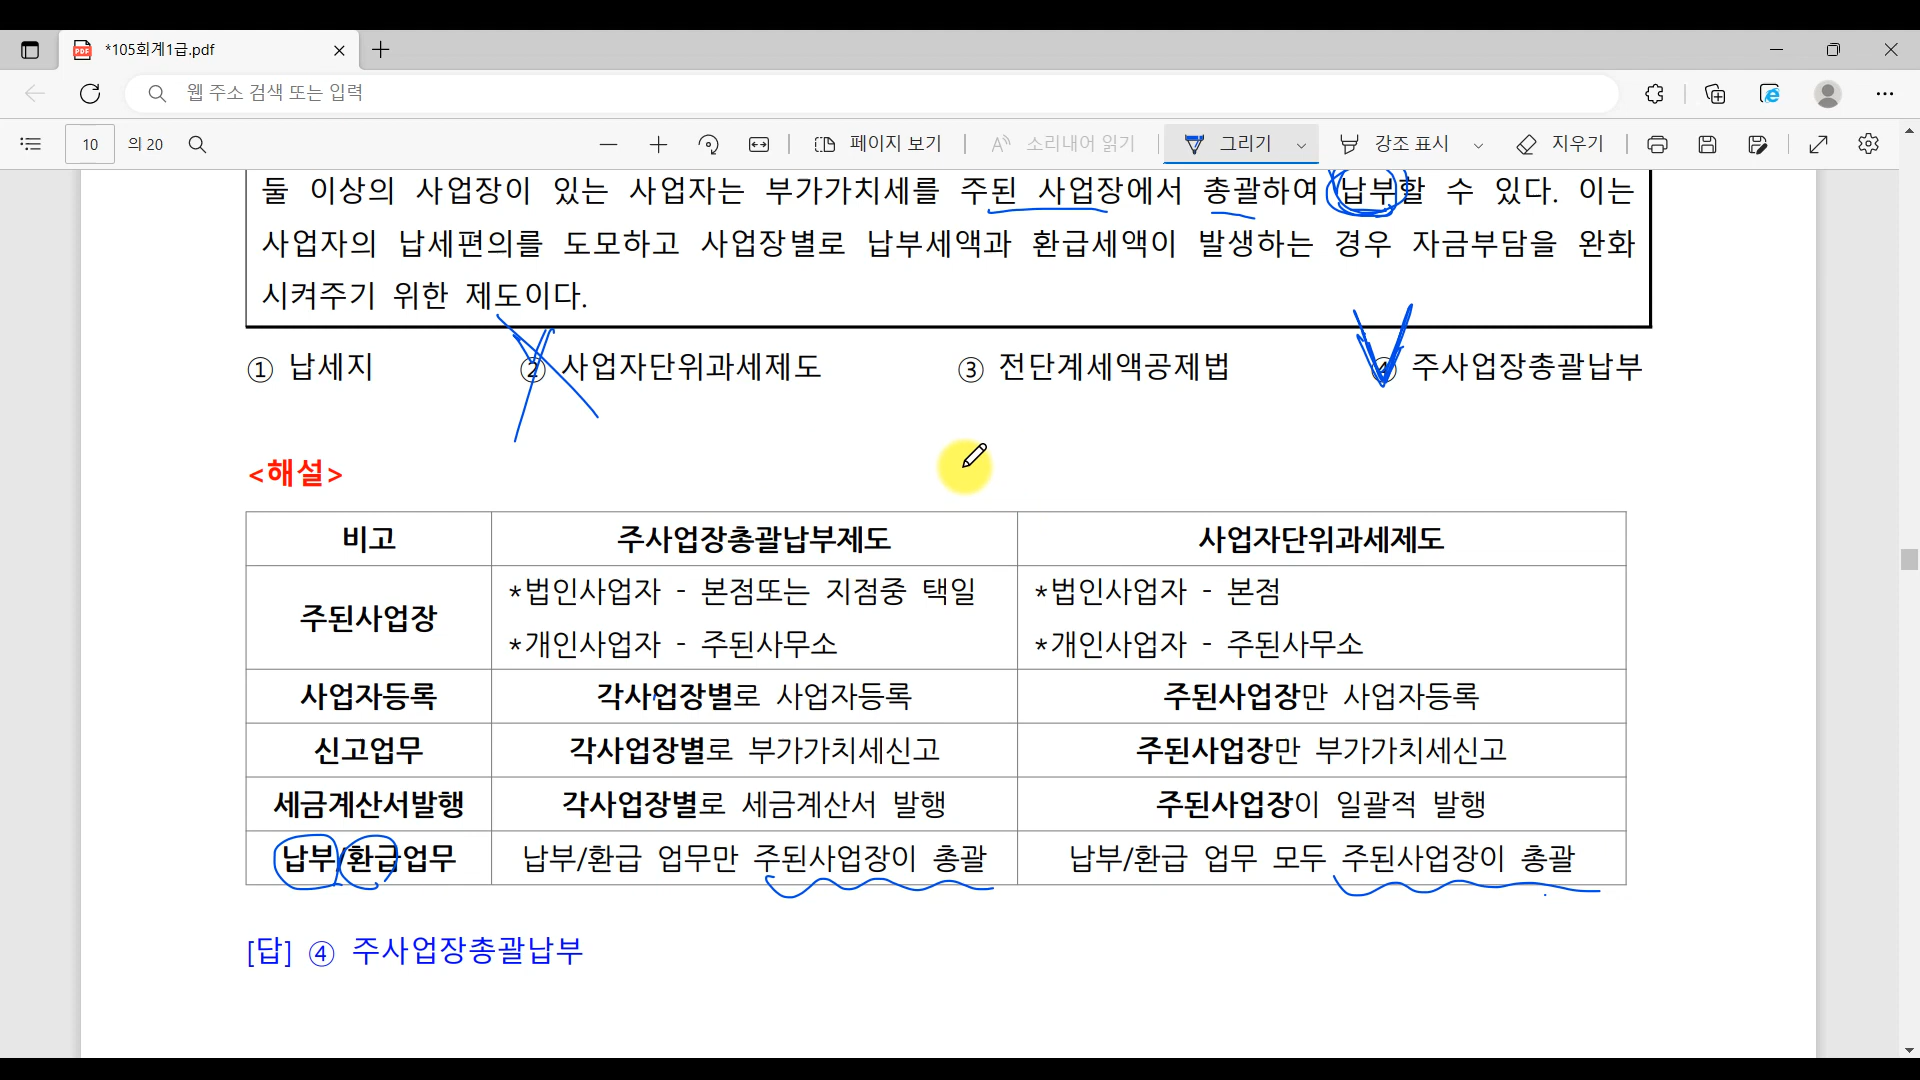 *105회계1급.pdf
웹 주소 검색 또는 입력
10 의 20 페이지 보기 소리내어 읽기 그리기 강조 표시 지우기
둘 이상의 사업장이 있는 사업자는 부가가치세를 주된 사업장에서 총괄하여 납부할 수 있다. 이는
사업자의 납세편의를 도모하고 사업장별로 납부세액과 환급세액이 발생하는 경우 자금부담을 완화
시켜주기 위한 제도이다.
① 납세지 ② 사업자단위과세제도 ③ 전단계세액공제법 ④ 주사업장총괄납부
<해설>
비고 주사업장총괄납부제도 사업자단위과세제도
주된사업장
*법인사업자 - 본점또는 지점중 택일
*개인사업자 - 주된사무소
*법인사업자 - 본점
*개인사업자 - 주된사무소
사업자등록 각사업장별로 사업자등록 주된사업장만 사업자등록
신고업무 각사업장별로 부가가치세신고 주된사업장만 부가가치세신고
세금계산서발행 각사업장별로 세금계산서 발행 주된사업장이 일괄적 발행
납부/환급업무 납부/환급 업무만 주된사업장이 총괄 납부/환급 업무 모두 주된사업장이 총괄
[답] ④ 주사업장총괄납부